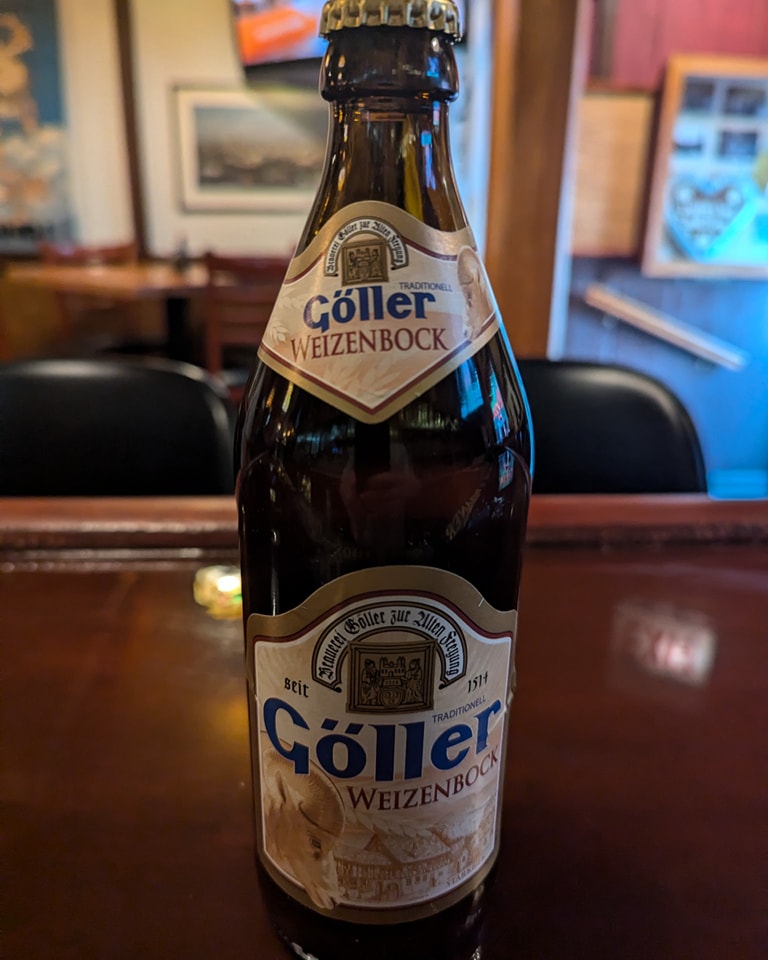 Brauerei Göller zur Alten Freyung
TRADITIONELL
Göller
WEIZENBOCK
Brauerei Göller zur Alten Freyung
seit 1514
TRADITIONELL
Göller
WEIZENBOCK